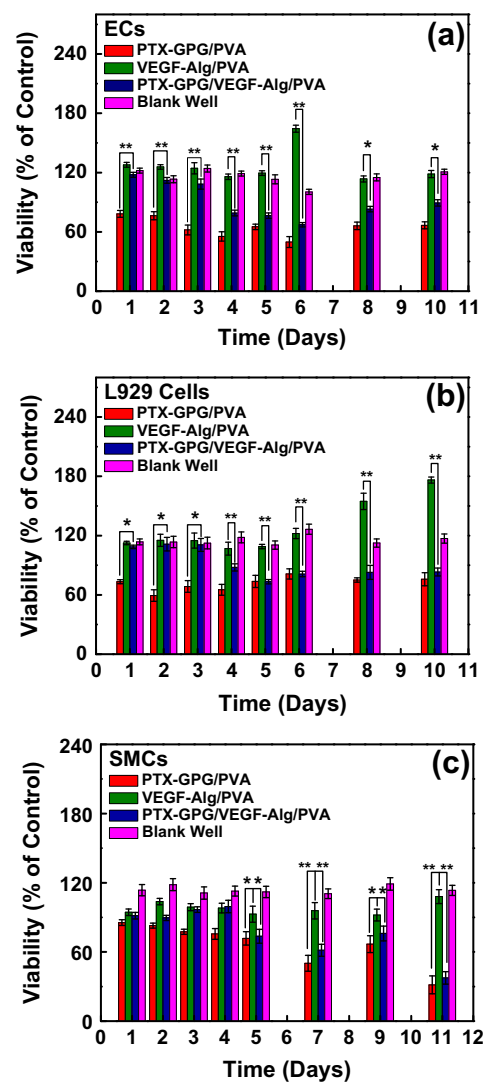 ECs
(a)
PTX-GPG/PVA
VEGF-Alg/PVA
PTX-GPG/VEGF-Alg/PVA
Blank Well
Viability (% of Control)
240
180
120
60
0
** ** ** ** ** ** * *
0 1 2 3 4 5 6 7 8 9 10 11
Time (Days)
L929 Cells
(b)
PTX-GPG/PVA
VEGF-Alg/PVA
PTX-GPG/VEGF-Alg/PVA
Blank Well
Viability (% of Control)
240
180
120
60
0
* * * ** ** ** ** **
0 1 2 3 4 5 6 7 8 9 10 11
Time (Days)
SMCs
(c)
PTX-GPG/PVA
VEGF-Alg/PVA
PTX-GPG/VEGF-Alg/PVA
Blank Well
Viability (% of Control)
240
180
120
60
0
* * ** ** * * ** **
0 1 2 3 4 5 6 7 8 9 10 11 12
Time (Days)